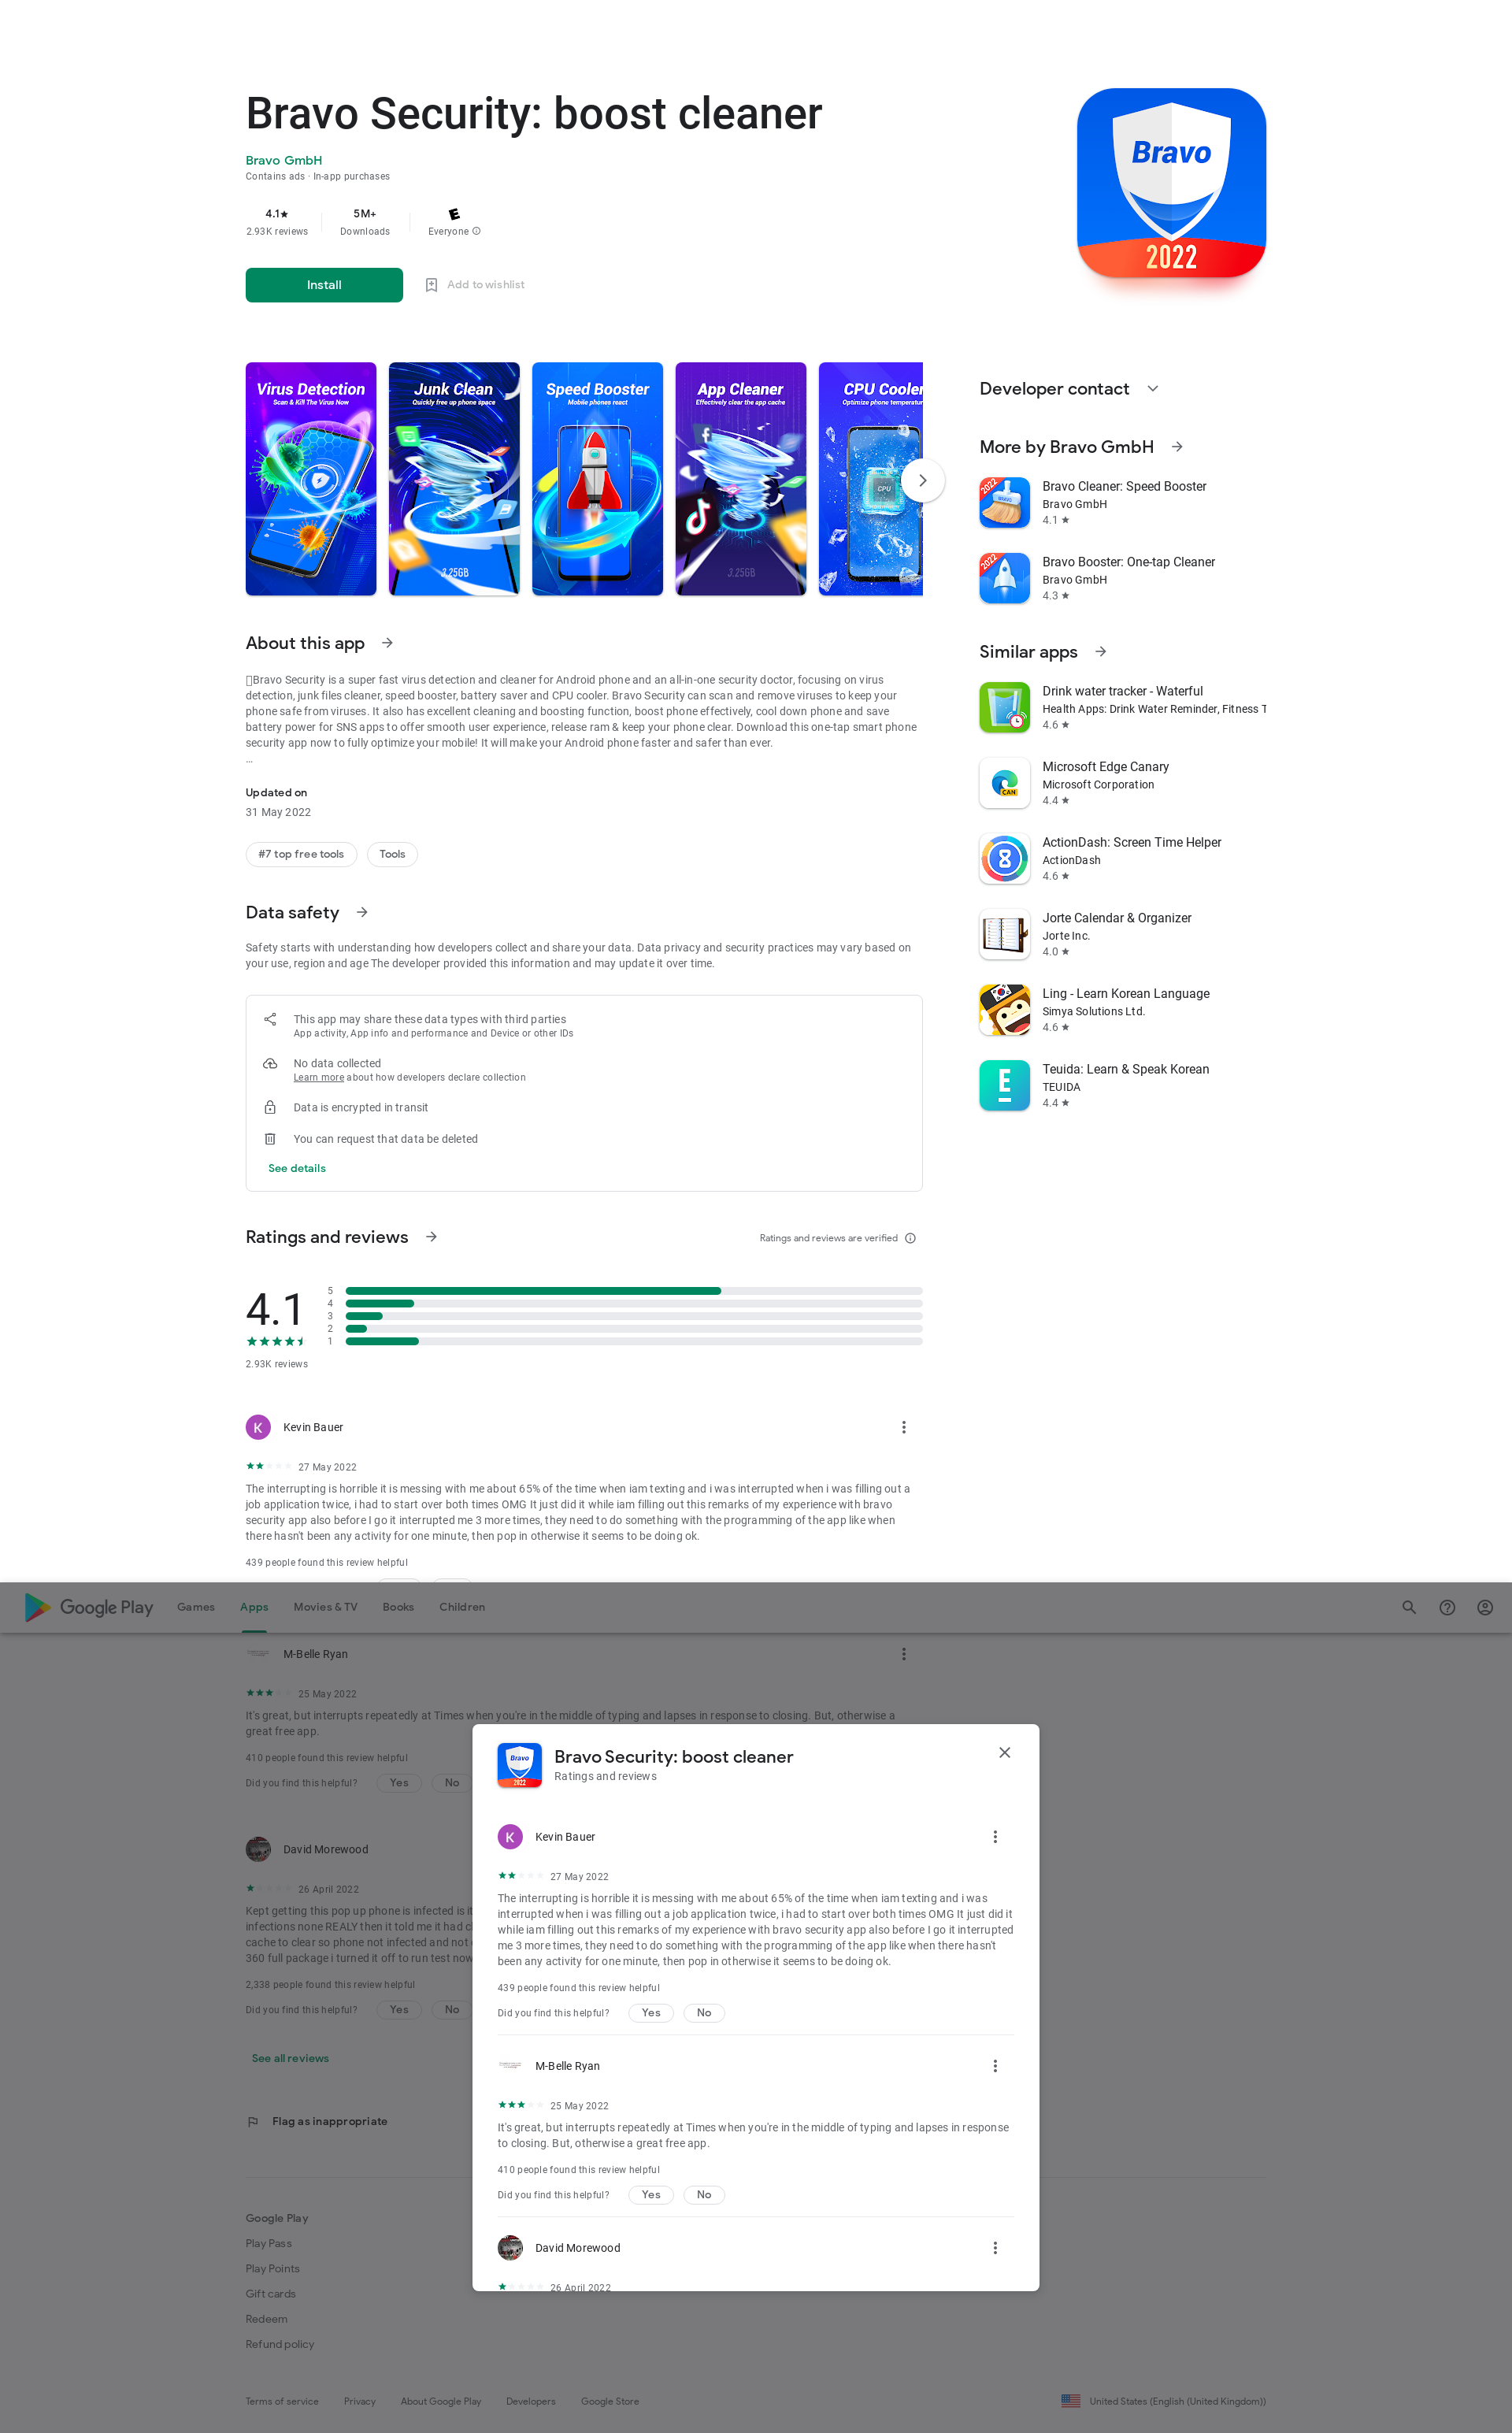 Bravo Security: boost cleaner
Bravo GmbH
Contains ads · In-app purchases
4.1★
2.93K reviews
5M+
Downloads
E
Everyone
Install
Add to wishlist
Bravo
2022
Virus Detection
Scan & Kill The Virus Now
Junk Clean
Quickly free up phone space
3.25GB
Speed Booster
Mobile phones react
App Cleaner
Effectively clear the app cache
3.25GB
CPU Cooler
Optimize phone temperatur
CPU
Developer contact
More by Bravo GmbH
Bravo Cleaner: Speed Booster
Bravo GmbH
4.1 ★
Bravo Booster: One-tap Cleaner
Bravo GmbH
4.3 ★
Similar apps
Drink water tracker - Waterful
Health Apps: Drink Water Reminder, Fitness T
4.6 ★
Microsoft Edge Canary
Microsoft Corporation
4.4 ★
ActionDash: Screen Time Helper
ActionDash
4.6 ★
Jorte Calendar & Organizer
Jorte Inc.
4.0 ★
Ling - Learn Korean Language
Simya Solutions Ltd.
4.6 ★
Teuida: Learn & Speak Korean
TEUIDA
4.4 ★
About this app
Bravo Security is a super fast virus detection and cleaner for Android phone and an all-in-one security doctor, focusing on virus
detection, junk files cleaner, speed booster, battery saver and CPU cooler. Bravo Security can scan and remove viruses to keep your
phone safe from viruses. It also has excellent cleaning and boosting function, boost phone effectively, cool down phone and save
battery power for SNS apps to offer smooth user experience, release ram & keep your phone clear. Download this one-tap smart phone
security app now to fully optimize your mobile! It will make your Android phone faster and safer than ever.
…
Updated on
31 May 2022
#7 top free tools
Tools
Data safety
Safety starts with understanding how developers collect and share your data. Data privacy and security practices may vary based on
your use, region and age The developer provided this information and may update it over time.
This app may share these data types with third parties
App activity, App info and performance and Device or other IDs
No data collected
Learn more about how developers declare collection
Data is encrypted in transit
You can request that data be deleted
See details
Ratings and reviews
Ratings and reviews are verified
4.1
5
4
3
2
1
2.93K reviews
K
Kevin Bauer
27 May 2022
The interrupting is horrible it is messing with me about 65% of the time when iam texting and i was interrupted when i was filling out a
job application twice, i had to start over both times OMG It just did it while iam filling out this remarks of my experience with bravo
security app also before I go it interrupted me 3 more times, they need to do something with the programming of the app like when
there hasn't been any activity for one minute, then pop in otherwise it seems to be doing ok.
439 people found this review helpful
Google Play
Games
Apps
Movies & TV
Books
Children
M-Belle Ryan
25 May 2022
It's great, but interrupts repeatedly at Times when you're in the middle of typing and lapses in response to closing. But, otherwise a
great free app.
410 people found this review helpful
Did you find this helpful?
Yes
No
David Morewood
26 April 2022
Kept getting this pop up phone is infected is it
infections none REALY then it told me it had c
cache to clear so phone not infected and not
360 full package i turned it off to run test now
2,338 people found this review helpful
Did you find this helpful?
Yes
No
See all reviews
Flag as inappropriate
Bravo
2022
Bravo Security: boost cleaner
Ratings and reviews
K
Kevin Bauer
27 May 2022
The interrupting is horrible it is messing with me about 65% of the time when iam texting and i was
interrupted when i was filling out a job application twice, i had to start over both times OMG It just did it
while iam filling out this remarks of my experience with bravo security app also before I go it interrupted
me 3 more times, they need to do something with the programming of the app like when there hasn't
been any activity for one minute, then pop in otherwise it seems to be doing ok.
439 people found this review helpful
Did you find this helpful?
Yes
No
M-Belle Ryan
25 May 2022
It's great, but interrupts repeatedly at Times when you're in the middle of typing and lapses in response
to closing. But, otherwise a great free app.
410 people found this review helpful
Did you find this helpful?
Yes
No
David Morewood
26 April 2022
Google Play
Play Pass
Play Points
Gift cards
Redeem
Refund policy
Terms of service
Privacy
About Google Play
Developers
Google Store
United States (English (United Kingdom))